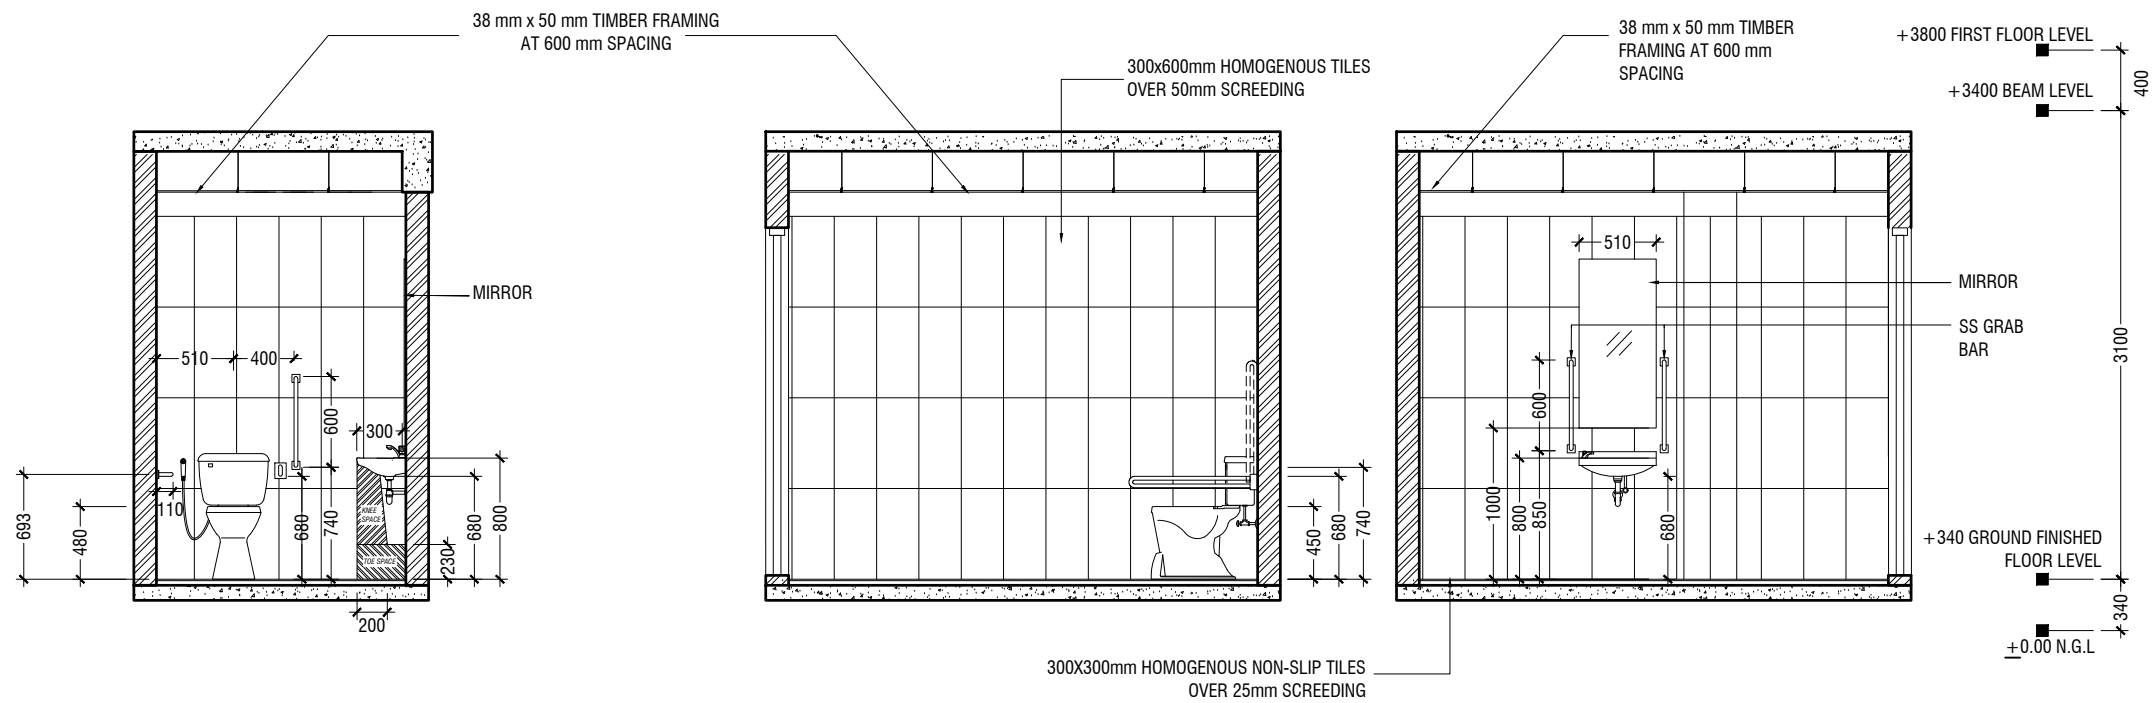 38 mm x 50 mm TIMBER FRAMING
AT 600 mm SPACING
300x600mm HOMOGENOUS TILES
OVER 50mm SCREEDING
38 mm x 50 mm TIMBER
FRAMING AT 600 mm
SPACING
+3800 FIRST FLOOR LEVEL
400
+3400 BEAM LEVEL
MIRROR
510
400
600
300
693
480
110
680
740
KNEE
SPACE
TOE SPACE
230
680
800
200
450
680
740
510
MIRROR
SS GRAB
BAR
600
1000
800
850
680
3100
+340 GROUND FINISHED
FLOOR LEVEL
340
+0.00 N.G.L
300X300mm HOMOGENOUS NON-SLIP TILES
OVER 25mm SCREEDING